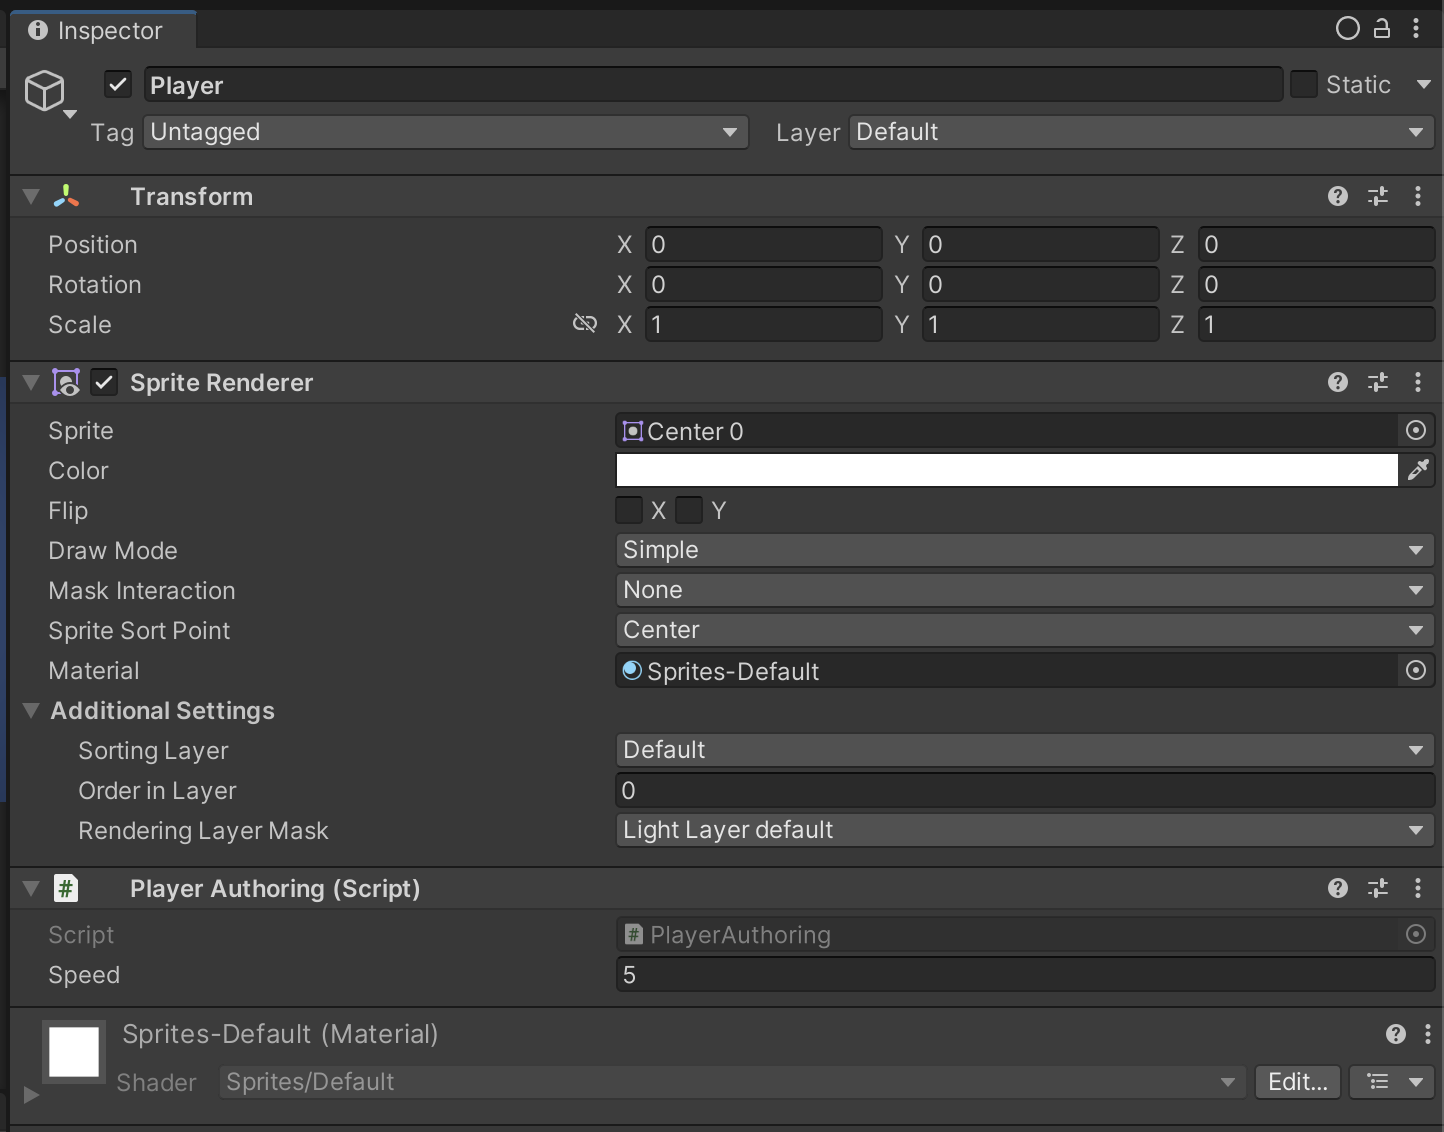 Inspector
Player
Static
Tag Untagged Layer Default
Transform
Position X 0 Y 0 Z 0
Rotation X 0 Y 0 Z 0
Scale X 1 Y 1 Z 1
Sprite Renderer
Sprite Center 0
Color
Flip X Y
Draw Mode Simple
Mask Interaction None
Sprite Sort Point Center
Material Sprites-Default
Additional Settings
Sorting Layer Default
Order in Layer 0
Rendering Layer Mask Light Layer default
# Player Authoring (Script)
Script # PlayerAuthoring
Speed 5
Sprites-Default (Material)
Shader Sprites/Default Edit...